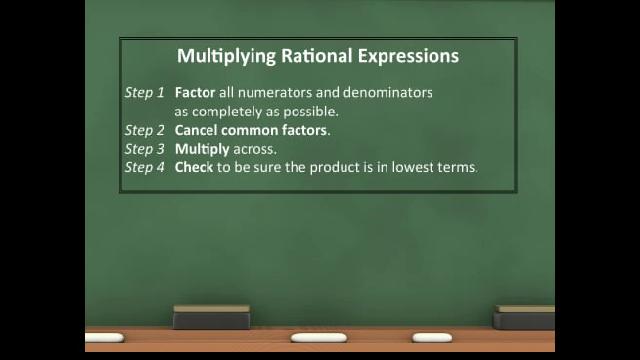 Multiplying Rational Expressions
Step 1 Factor all numerators and denominators
as completely as possible.
Step 2 Cancel common factors.
Step 3 Multiply across.
Step 4 Check to be sure the product is in lowest terms.